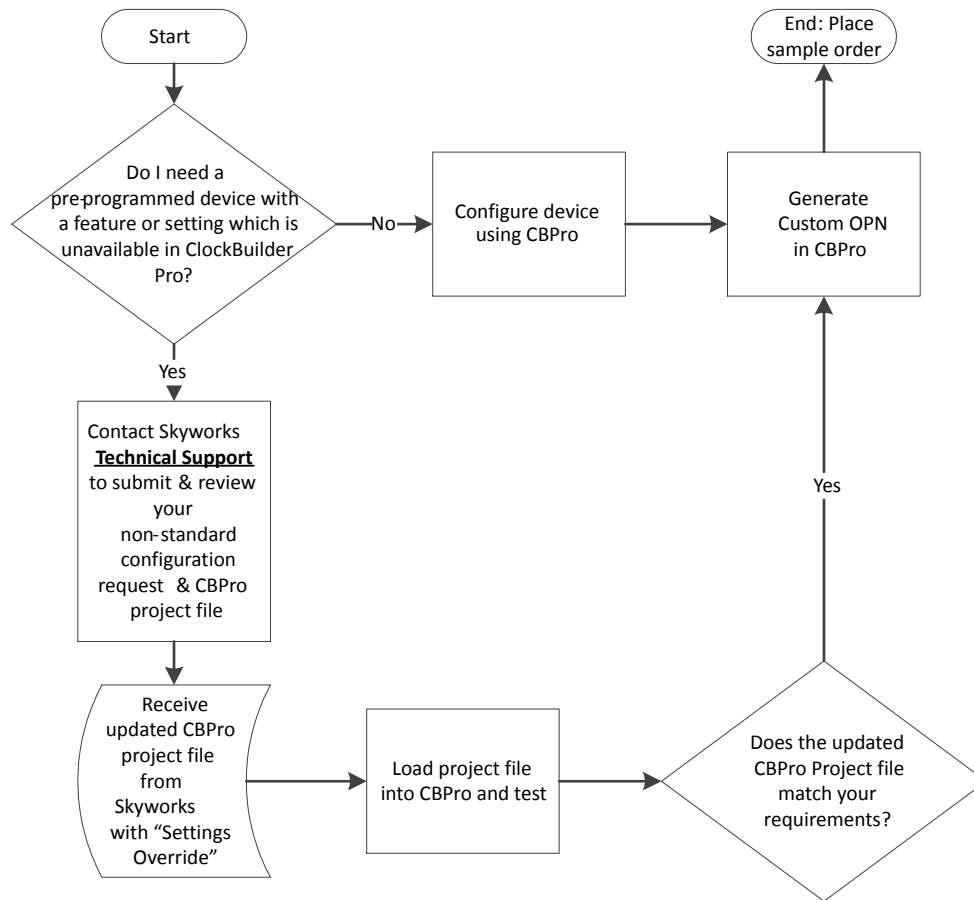 Start
End: Place
sample order
Do I need a
pre-programmed device with
a feature or setting which is
unavailable in ClockBuilder
Pro?
No
Configure device
using CBPro
Generate
Custom OPN
in CBPro
Yes
Contact Skyworks
Technical Support
to submit & review
your
non-standard
configuration
request & CBPro
project file
Yes
Receive
updated CBPro
project file
from
Skyworks
with “Settings
Override”
Load project file
into CBPro and test
Does the updated
CBPro Project file
match your
requirements?